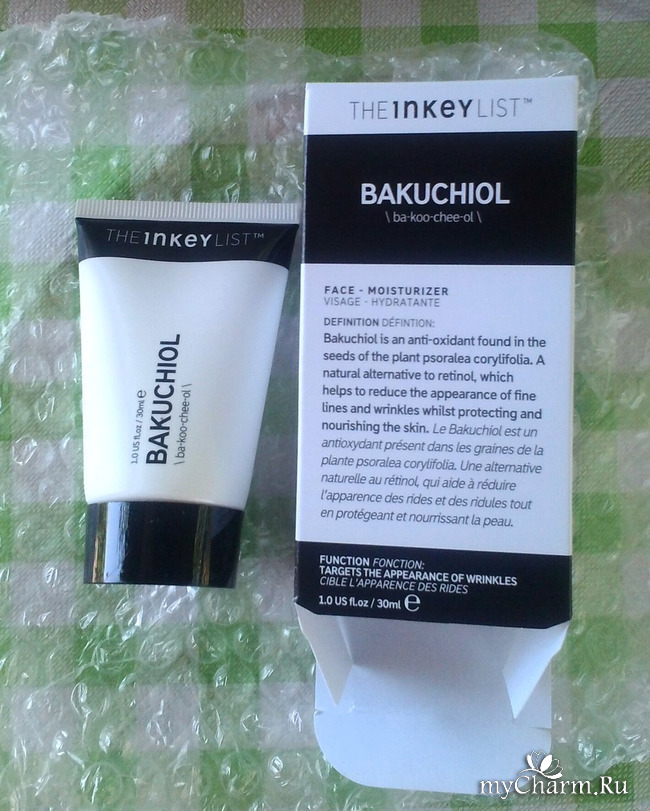 THE INKEY LIST™
BAKUCHIOL
\ ba-koo-chee-ol \
FACE - MOISTURIZER
VISAGE - HYDRATANTE
DEFINITION DÉFINTION:
Bakuchiol is an anti-oxidant found in the
seeds of the plant psoralea corylifolia. A
natural alternative to retinol, which
helps to reduce the appearance of fine
lines and wrinkles whilst protecting and
nourishing the skin. Le Bakuchiol est un
antioxydant présent dans les graines de la
plante psoralea corylifolia. Une alternative
naturelle au rétinol, qui aide à réduire
l'apparence des rides et des ridules tout
en protégeant et nourrissant la peau.
FUNCTION FONCTION:
TARGETS THE APPEARANCE OF WRINKLES
CIBLE L'APPARENCE DES RIDES
1.0 US fl.oz / 30ml ℮
THE INKEY LIST™
1.0 US fl.oz / 30ml ℮
BAKUCHIOL
\ ba-koo-chee-ol \
myCharm.Ru